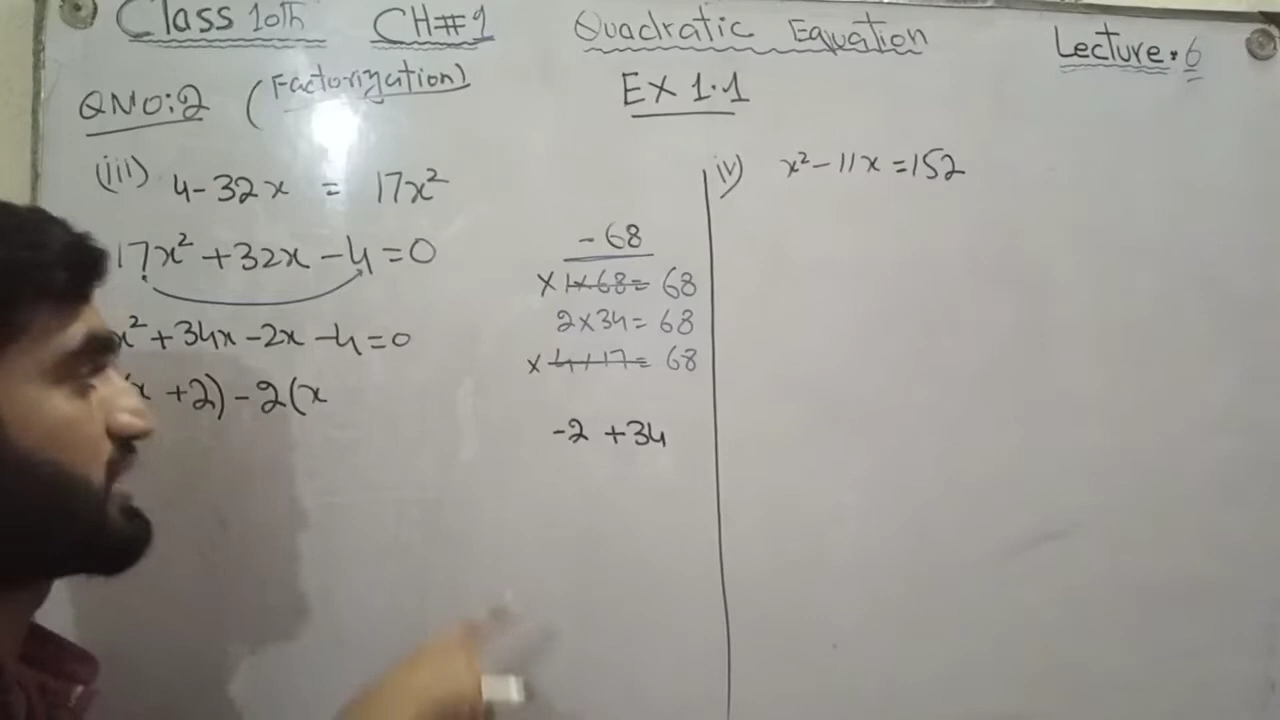 Class 10th CH#1 Quadratic Equation Lecture.6
QNO:2 (Factorization) EX 1.1
(iii) 4-32x = 17x²
17x²+32x-4=0
x²+34x-2x-4=0
x+2)-2(x
-68
×1×68=68
2×34=68
×4×17=68
-2 +34
iv) x²-11x=152